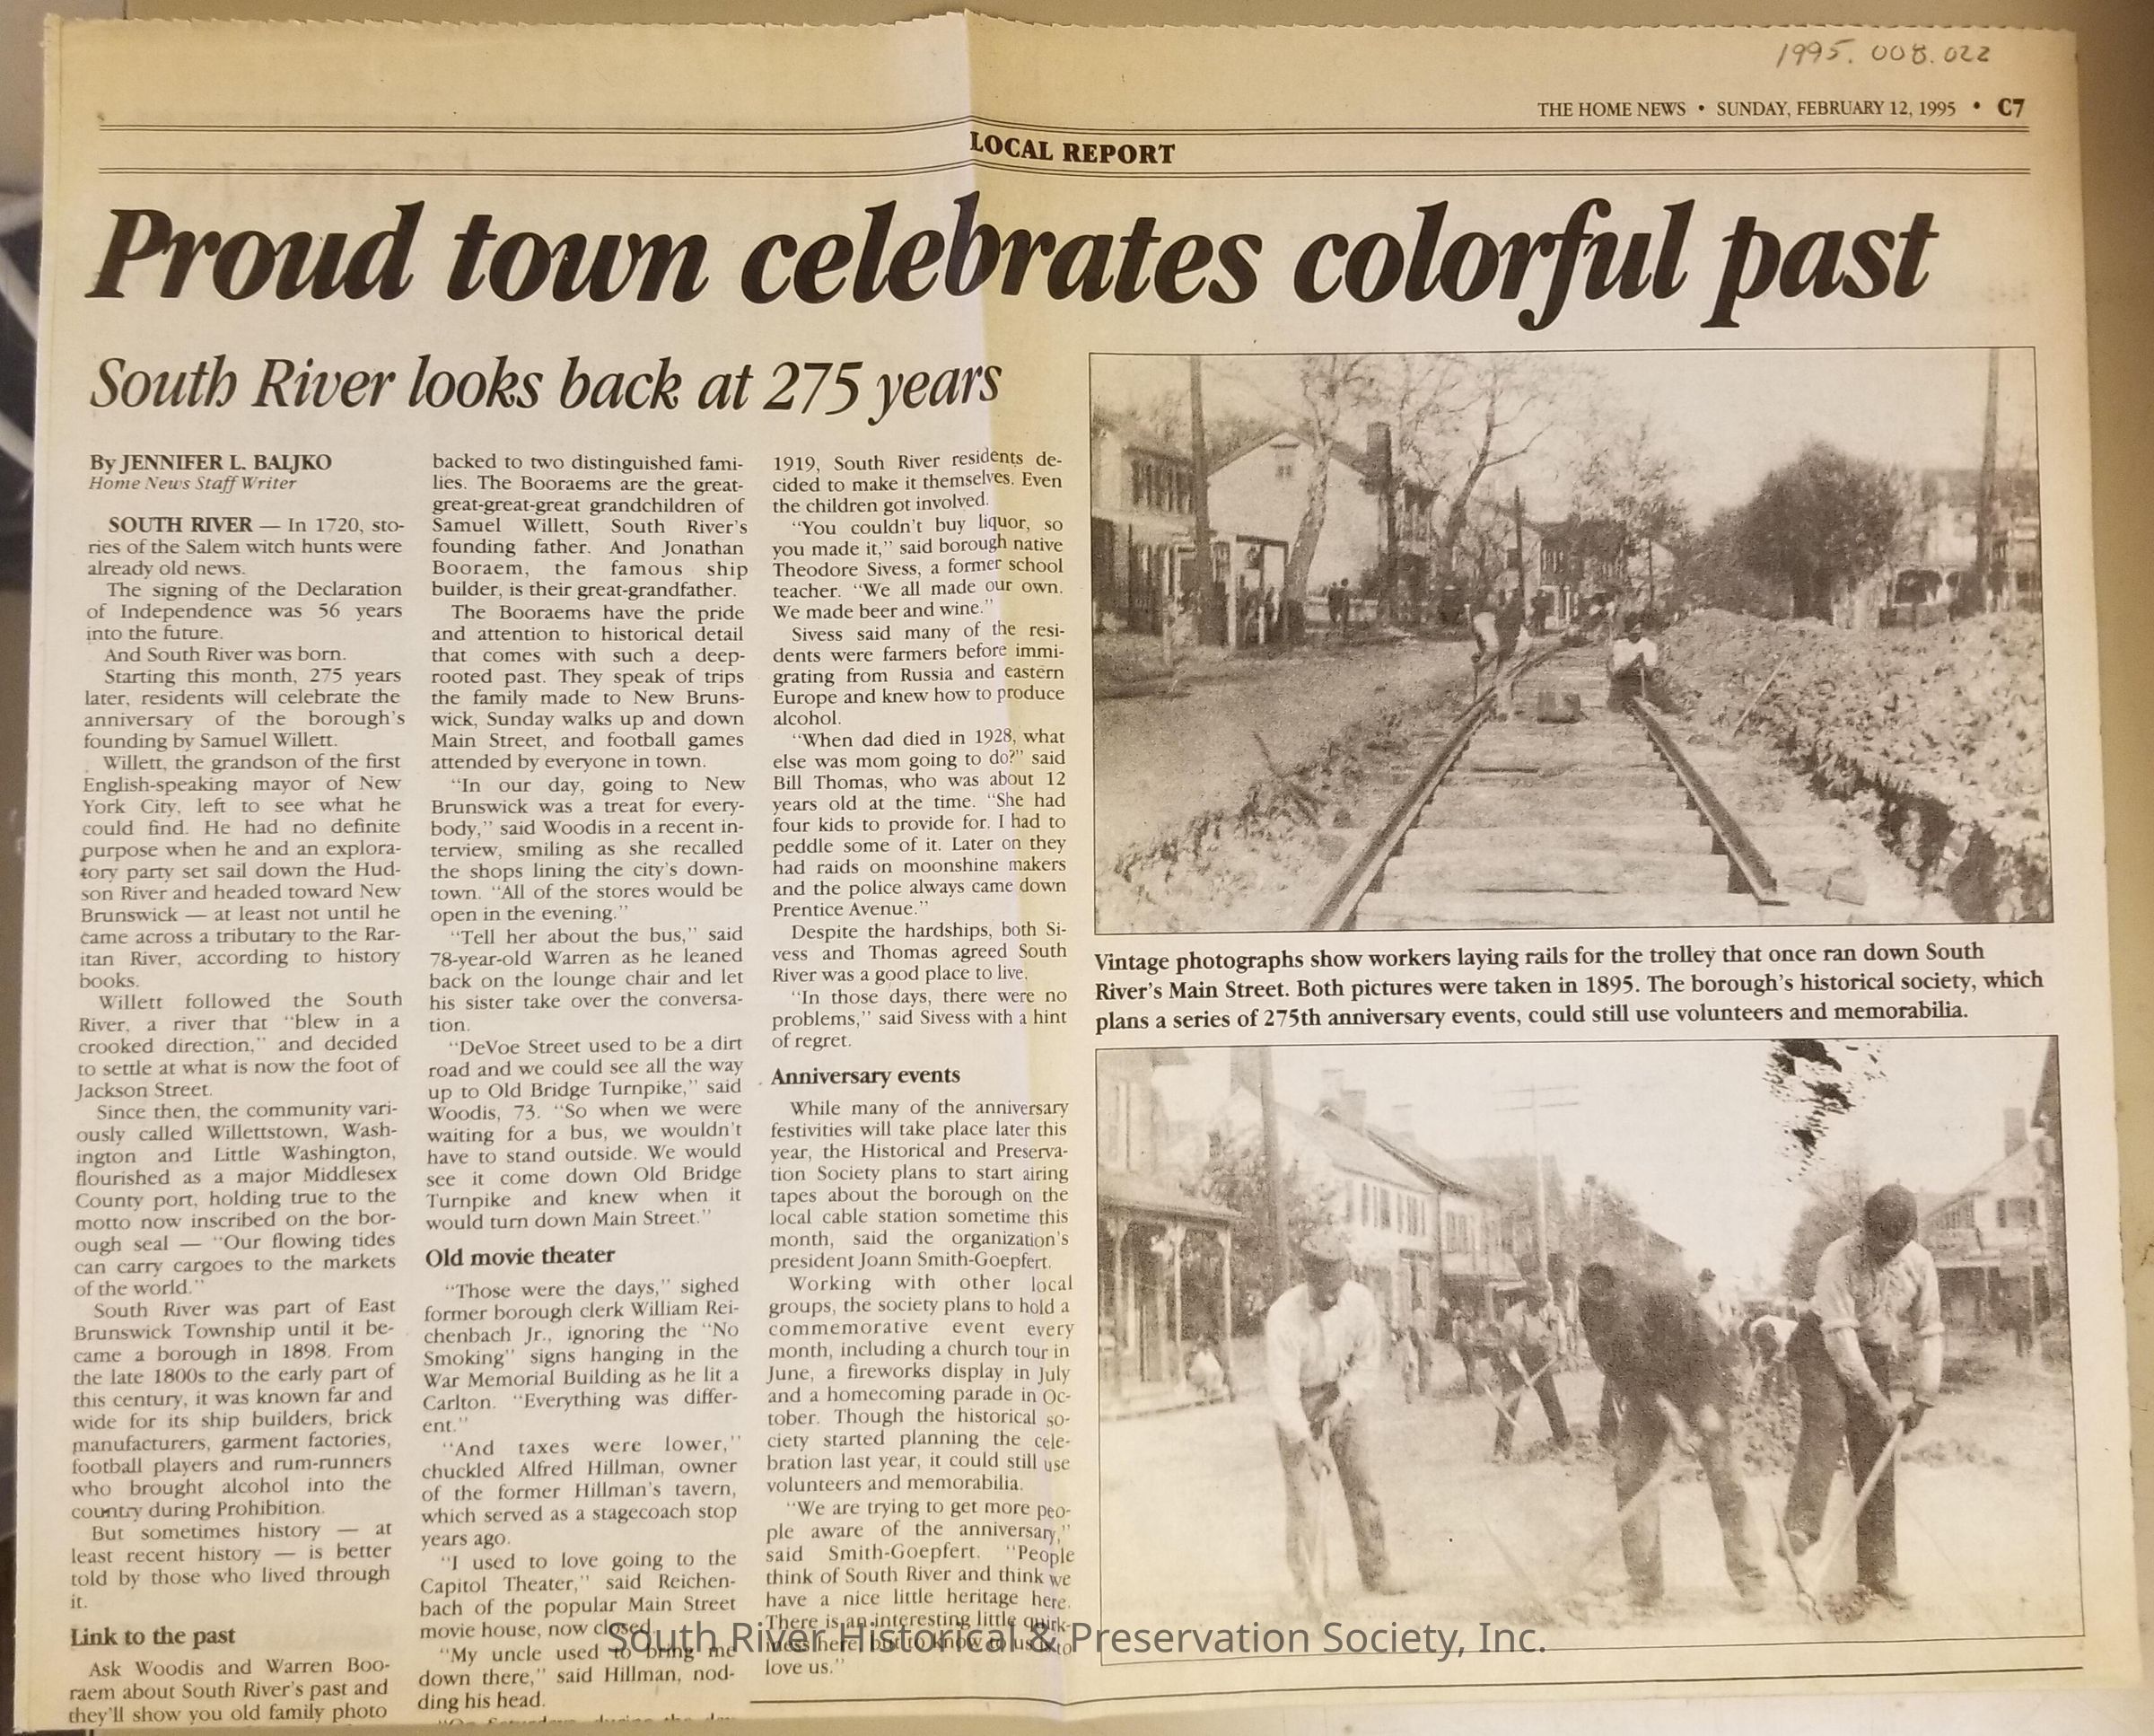 1995.008.022
THE HOME NEWS • SUNDAY, FEBRUARY 12, 1995 • C7
LOCAL REPORT
Proud town celebrates colorful past
South River looks back at 275 years
By JENNIFER L. BALJKO
Home News Staff Writer
SOUTH RIVER — In 1720, sto-
ries of the Salem witch hunts were
already old news.
The signing of the Declaration
of Independence was 56 years
into the future.
And South River was born.
Starting this month, 275 years
later, residents will celebrate the
anniversary of the borough's
founding by Samuel Willett.
Willett, the grandson of the first
English-speaking mayor of New
York City, left to see what he
could find. He had no definite
purpose when he and an explora-
tory party set sail down the Hud-
son River and headed toward New
Brunswick — at least not until he
came across a tributary to the Rar-
itan River, according to history
books.
Willett followed the South
River, a river that “blew in a
crooked direction,” and decided
to settle at what is now the foot of
Jackson Street.
Since then, the community vari-
ously called Willettstown, Wash-
ington and Little Washington,
flourished as a major Middlesex
County port, holding true to the
motto now inscribed on the bor-
ough seal — “Our flowing tides
can carry cargoes to the markets
of the world.”
South River was part of East
Brunswick Township until it be-
came a borough in 1898. From
the late 1800s to the early part of
this century, it was known far and
wide for its ship builders, brick
manufacturers, garment factories,
football players and rum-runners
who brought alcohol into the
country during Prohibition.
But sometimes history — at
least recent history — is better
told by those who lived through
it.
Link to the past
Ask Woodis and Warren Boo-
raem about South River's past and
they'll show you old family photo
backed to two distinguished fami-
lies. The Booraems are the great-
great-great-great grandchildren of
Samuel Willett, South River's
founding father. And Jonathan
Booraem, the famous ship
builder, is their great-grandfather.
The Booraems have the pride
and attention to historical detail
that comes with such a deep-
rooted past. They speak of trips
the family made to New Bruns-
wick, Sunday walks up and down
Main Street, and football games
attended by everyone in town.
“In our day, going to New
Brunswick was a treat for every-
body,” said Woodis in a recent in-
terview, smiling as she recalled
the shops lining the city's down-
town. “All of the stores would be
open in the evening.”
“Tell her about the bus,” said
78-year-old Warren as he leaned
back on the lounge chair and let
his sister take over the conversa-
tion.
“DeVoe Street used to be a dirt
road and we could see all the way
up to Old Bridge Turnpike,” said
Woodis, 73. “So when we were
waiting for a bus, we wouldn't
have to stand outside. We would
see it come down Old Bridge
Turnpike and knew when it
would turn down Main Street.”
Old movie theater
“Those were the days,” sighed
former borough clerk William Rei-
chenbach Jr., ignoring the “No
Smoking” signs hanging in the
War Memorial Building as he lit a
Carlton. “Everything was differ-
ent.”
“And taxes were lower,”
chuckled Alfred Hillman, owner
of the former Hillman's tavern,
which served as a stagecoach stop
years ago.
“I used to love going to the
Capitol Theater,” said Reichen-
bach of the popular Main Street
movie house, now closed.
“My uncle used to bring me
down there,” said Hillman, nod-
ding his head.
1919, South River residents de-
cided to make it themselves. Even
the children got involved.
“You couldn't buy liquor, so
you made it,” said borough native
Theodore Sivess, a former school
teacher. “We all made our own.
We made beer and wine.”
Sivess said many of the resi-
dents were farmers before immi-
grating from Russia and eastern
Europe and knew how to produce
alcohol.
“When dad died in 1928, what
else was mom going to do?” said
Bill Thomas, who was about 12
years old at the time. “She had
four kids to provide for. I had to
peddle some of it. Later on they
had raids on moonshine makers
and the police always came down
Prentice Avenue.”
Despite the hardships, both Si-
vess and Thomas agreed South
River was a good place to live.
“In those days, there were no
problems,” said Sivess with a hint
of regret.
Anniversary events
While many of the anniversary
festivities will take place later this
year, the Historical and Preserva-
tion Society plans to start airing
tapes about the borough on the
local cable station sometime this
month, said the organization's
president Joann Smith-Goepfert.
Working with other local
groups, the society plans to hold a
commemorative event every
month, including a church tour in
June, a fireworks display in July
and a homecoming parade in Oc-
tober. Though the historical so-
ciety started planning the cele-
bration last year, it could still use
volunteers and memorabilia.
“We are trying to get more peo-
ple aware of the anniversary,”
said Smith-Goepfert. “People
think of South River and think we
have a nice little heritage here.
There is an interesting little quirk-
iness here, but to know us is to
love us.”
Vintage photographs show workers laying rails for the trolley that once ran down South
River's Main Street. Both pictures were taken in 1895. The borough's historical society, which
plans a series of 275th anniversary events, could still use volunteers and memorabilia.
South River Historical & Preservation Society, Inc.